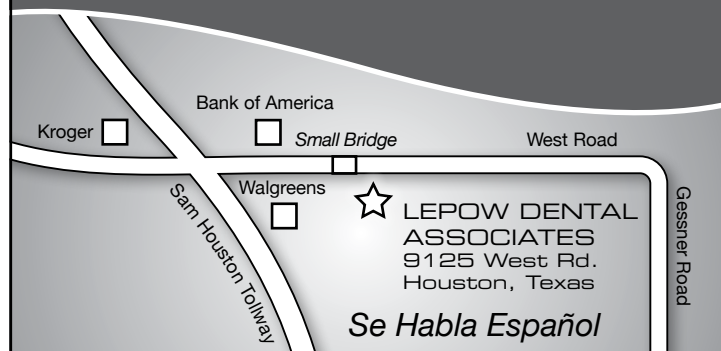 Bank of America
Kroger
Small Bridge
West Road
Walgreens
Sam Houston Tollway
Gessner Road
LEPOW DENTAL
ASSOCIATES
9125 West Rd.
Houston, Texas
Se Habla Español